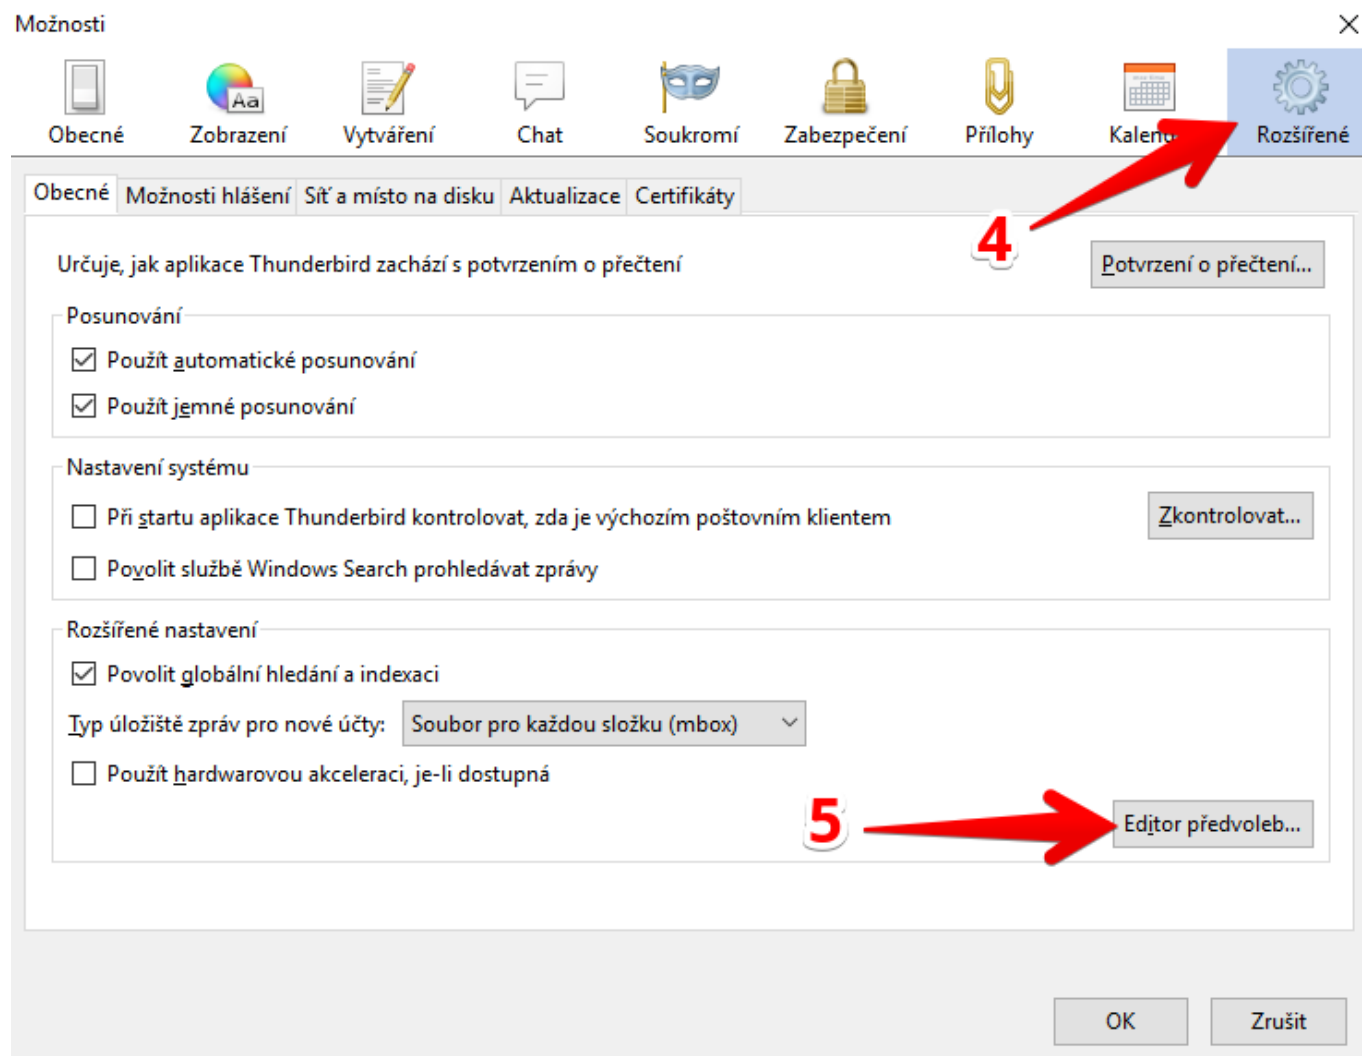 Možnosti
Obecné Zobrazení Vytváření Chat Soukromí Zabezpečení Přílohy Rozšířené
Obecné Možnosti hlášení Síť a místo na disku Aktualizace Certifikáty
4
Určuje, jak aplikace Thunderbird zachází s potvrzením o přečtení Potvrzení o přečtení...
Posunování
Použít automatické posunování
Použít jemné posunování
Nastavení systému
Při startu aplikace Thunderbird kontrolovat, zda je výchozím poštovním klientem Zkontrolovat...
Povolit službě Windows Search prohledávat zprávy
Rozšířené nastavení
Povolit globální hledání a indexaci
Typ úložiště zpráv pro nové účty: Soubor pro každou složku (mbox)
Použít hardwarovou akceleraci, je-li dostupná
5 Editor předvoleb...
OK Zrušit